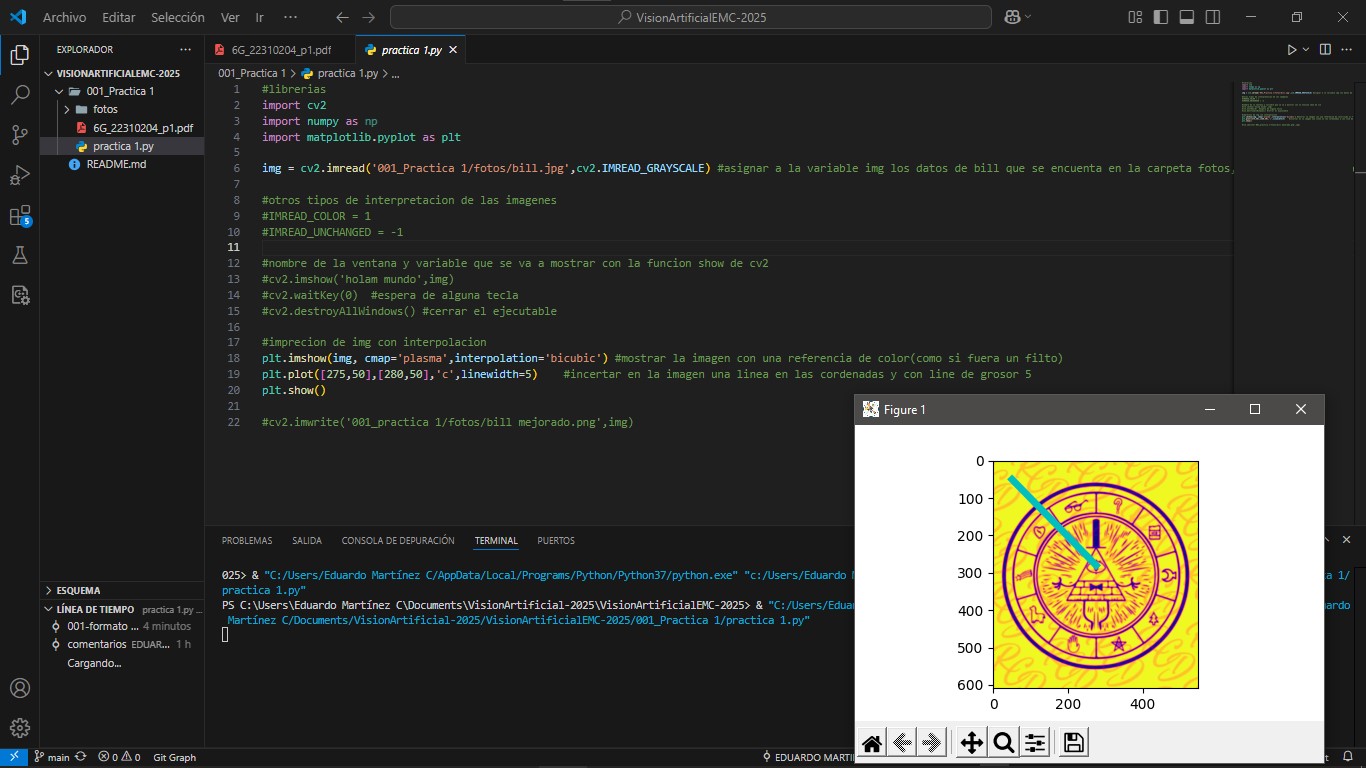 Archivo Editar Selección Ver Ir ··· VisionArtificialEMC-2025
EXPLORADOR ···
VISIONARTIFICIALEMC-2025
001_Practica 1
fotos
6G_22310204_p1.pdf
practica 1.py
README.md
5
ESQUEMA
LÍNEA DE TIEMPO practica 1.py ...
001-formato ... 4 minutos
comentarios EDUAR... 1 h
Cargando...
6G_22310204_p1.pdf practica 1.py
001_Practica 1 > practica 1.py > ...
1 #librerias
2 import cv2
3 import numpy as np
4 import matplotlib.pyplot as plt
5
6 img = cv2.imread('001_Practica 1/fotos/bill.jpg',cv2.IMREAD_GRAYSCALE) #asignar a la variable img los datos de bill que se encuenta en la carpeta fotos,
7
8 #otros tipos de interpretacion de las imagenes
9 #IMREAD_COLOR = 1
10 #IMREAD_UNCHANGED = -1
11
12 #nombre de la ventana y variable que se va a mostrar con la funcion show de cv2
13 #cv2.imshow('holam mundo',img)
14 #cv2.waitKey(0)  #espera de alguna tecla
15 #cv2.destroyAllWindows() #cerrar el ejecutable
16
17 #imprecion de img con interpolacion
18 plt.imshow(img, cmap='plasma',interpolation='bicubic') #mostrar la imagen con una referencia de color(como si fuera un filto)
19 plt.plot([275,50],[280,50],'c',linewidth=5)    #incertar en la imagen una linea en las cordenadas y con line de grosor 5
20 plt.show()
21
22 #cv2.imwrite('001_practica 1/fotos/bill mejorado.png',img)
PROBLEMAS SALIDA CONSOLA DE DEPURACIÓN TERMINAL PUERTOS
025> & "C:/Users/Eduardo Martínez C/AppData/Local/Programs/Python/Python37/python.exe" "c:/Users/Eduardo M
a 1/
practica 1.py"
PS C:\Users\Eduardo Martínez C\Documents\VisionArtificial-2025\VisionArtificialEMC-2025> & "C:/Users/Edua
rdo
Martínez C/Documents/VisionArtificial-2025/VisionArtificialEMC-2025/001_Practica 1/practica 1.py"
Figure 1
0
100
200
300
400
500
600
0 200 400
main 0 0 Git Graph EDUARDO MARTI